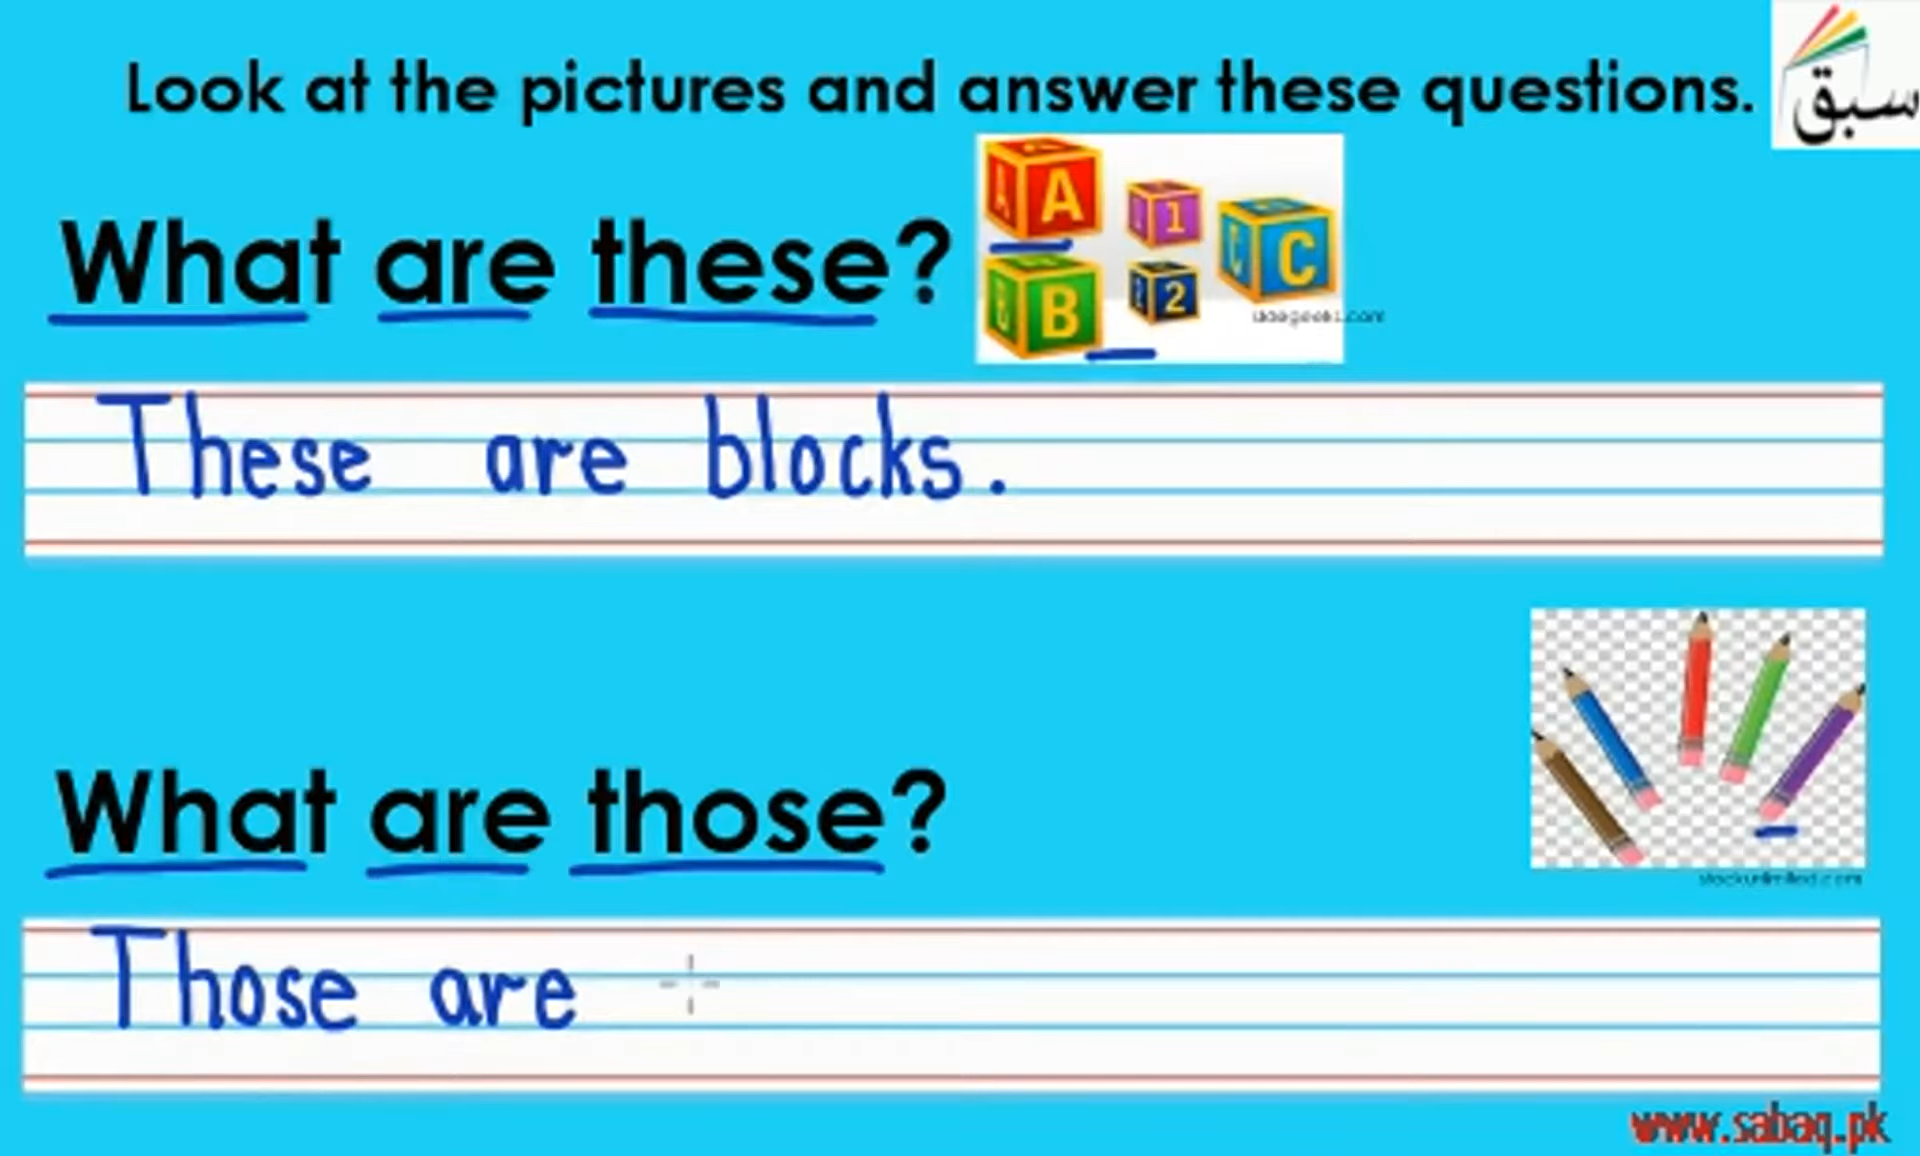 Look at the pictures and answer these questions.
سبق
What are these?
A
1
C
B
2
These are blocks.
What are those?
Those are
www.sabaq.pk